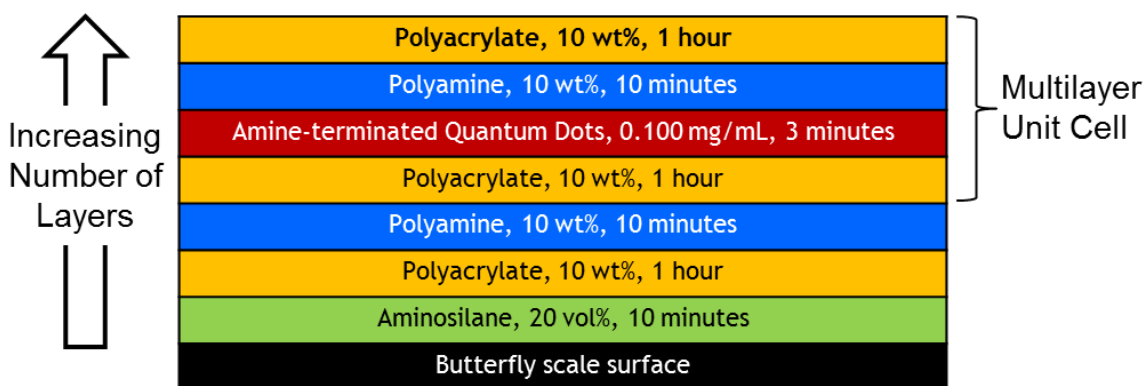 Polyacrylate, 10 wt%, 1 hour
Polyamine, 10 wt%, 10 minutes
Amine-terminated Quantum Dots, 0.100 mg/mL, 3 minutes
Polyacrylate, 10 wt%, 1 hour
Polyamine, 10 wt%, 10 minutes
Polyacrylate, 10 wt%, 1 hour
Aminosilane, 20 vol%, 10 minutes
Butterfly scale surface
Increasing
Number of
Layers
Multilayer
Unit Cell